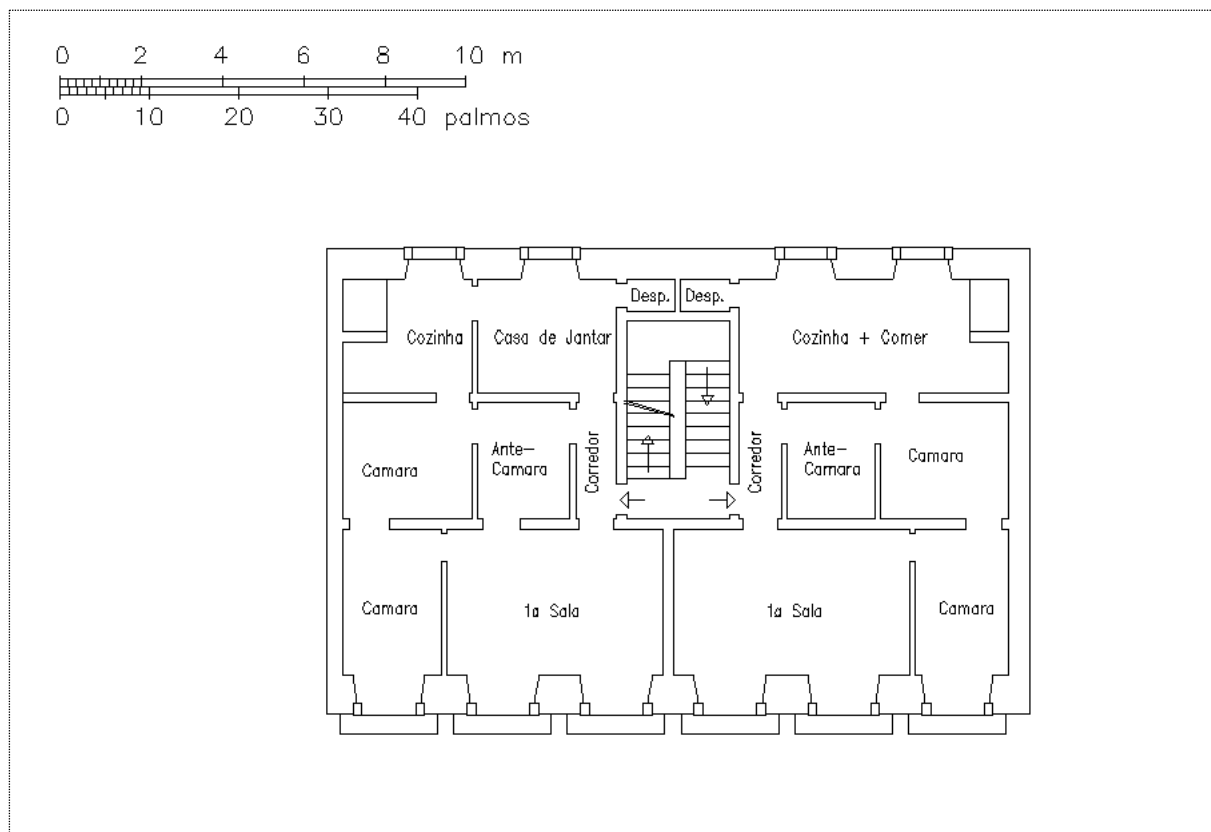 0 2 4 6 8 10 m
0 10 20 30 40 palmos
Desp. Desp.
Cozinha Casa de Jantar Cozinha + Comer
Ante-
Camara
Corredor
Corredor
Ante-
Camara
Camara
Camara
Camara
1a Sala
1a Sala
Camara